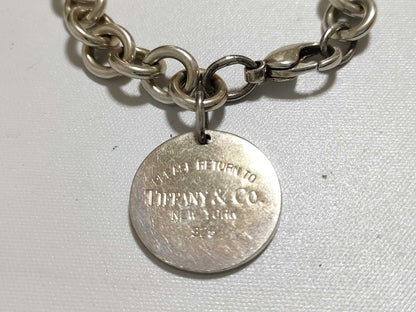 PLEASE RETURN TO
TIFFANY & CO.
NEW YORK
925